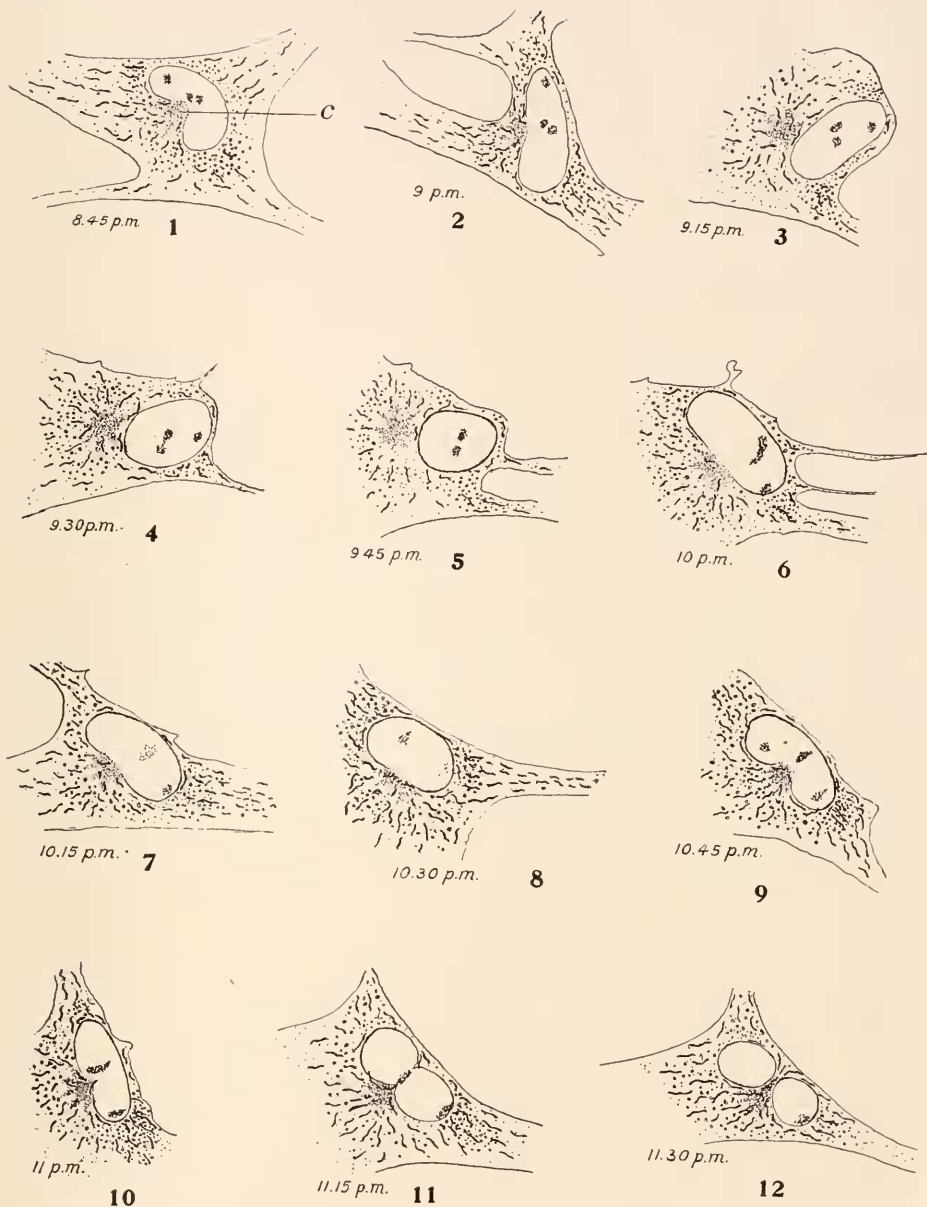 C
8.45 p.m. 1
9 p.m. 2
9.15 p.m. 3
9.30 p.m. 4
9 45 p.m. 5
10 p.m. 6
10.15 p.m. 7
10.30 p.m. 8
10.45 p.m. 9
11 p.m. 10
11.15 p.m. 11
11.30 p.m. 12